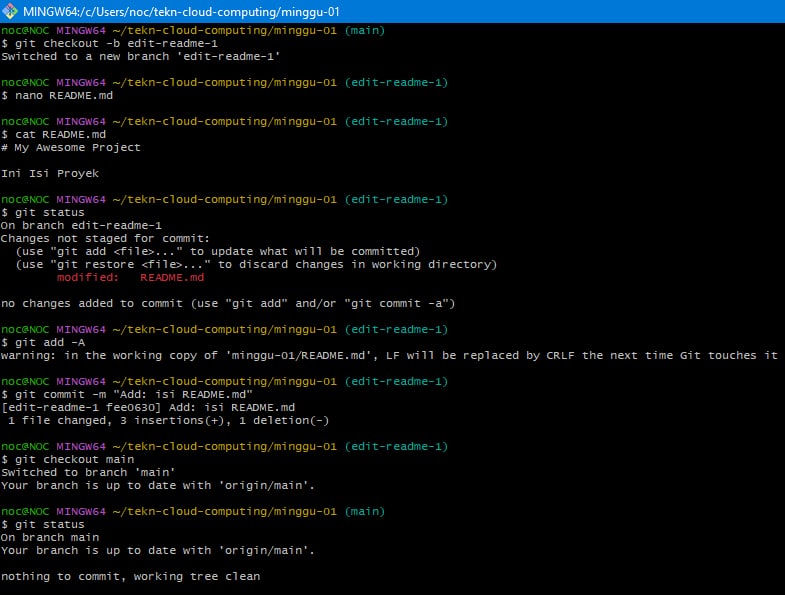 MINGW64:/c/Users/noc/tekn-cloud-computing/minggu-01
noc@NOC MINGW64 ~/tekn-cloud-computing/minggu-01 (main)
$ git checkout -b edit-readme-1
Switched to a new branch 'edit-readme-1'
noc@NOC MINGW64 ~/tekn-cloud-computing/minggu-01 (edit-readme-1)
$ nano README.md
noc@NOC MINGW64 ~/tekn-cloud-computing/minggu-01 (edit-readme-1)
$ cat README.md
# My Awesome Project
Ini Isi Proyek
noc@NOC MINGW64 ~/tekn-cloud-computing/minggu-01 (edit-readme-1)
$ git status
On branch edit-readme-1
Changes not staged for commit:
  (use "git add <file>..." to update what will be committed)
  (use "git restore <file>..." to discard changes in working directory)
        modified:   README.md
no changes added to commit (use "git add" and/or "git commit -a")
noc@NOC MINGW64 ~/tekn-cloud-computing/minggu-01 (edit-readme-1)
$ git add -A
warning: in the working copy of 'minggu-01/README.md', LF will be replaced by CRLF the next time Git touches it
noc@NOC MINGW64 ~/tekn-cloud-computing/minggu-01 (edit-readme-1)
$ git commit -m "Add: isi README.md"
[edit-readme-1 fee0630] Add: isi README.md
 1 file changed, 3 insertions(+), 1 deletion(-)
noc@NOC MINGW64 ~/tekn-cloud-computing/minggu-01 (edit-readme-1)
$ git checkout main
Switched to branch 'main'
Your branch is up to date with 'origin/main'.
noc@NOC MINGW64 ~/tekn-cloud-computing/minggu-01 (main)
$ git status
On branch main
Your branch is up to date with 'origin/main'.
nothing to commit, working tree clean